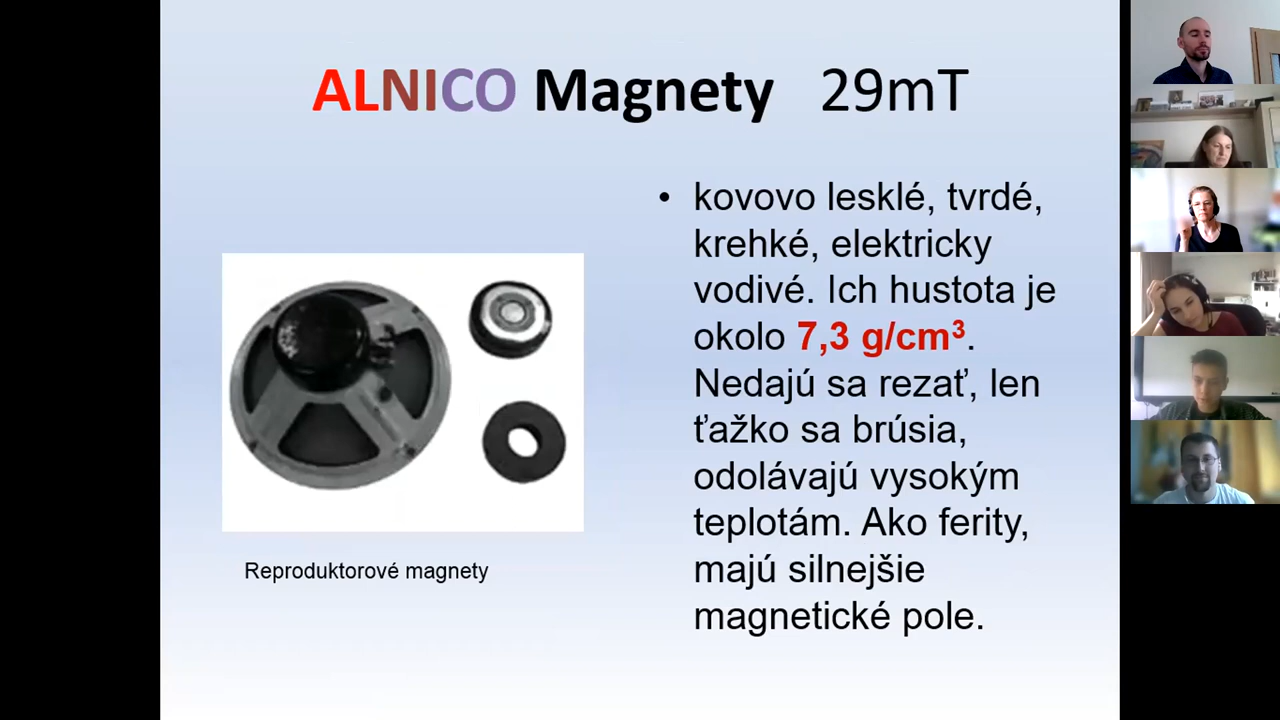 ALNICO Magnety 29mT
• kovovo lesklé, tvrdé,
krehké, elektricky
vodivé. Ich hustota je
okolo 7,3 g/cm³.
Nedajú sa rezať, len
ťažko sa brúsia,
odolávajú vysokým
teplotám. Ako ferity,
majú silnejšie
magnetické pole.
Reproduktorové magnety